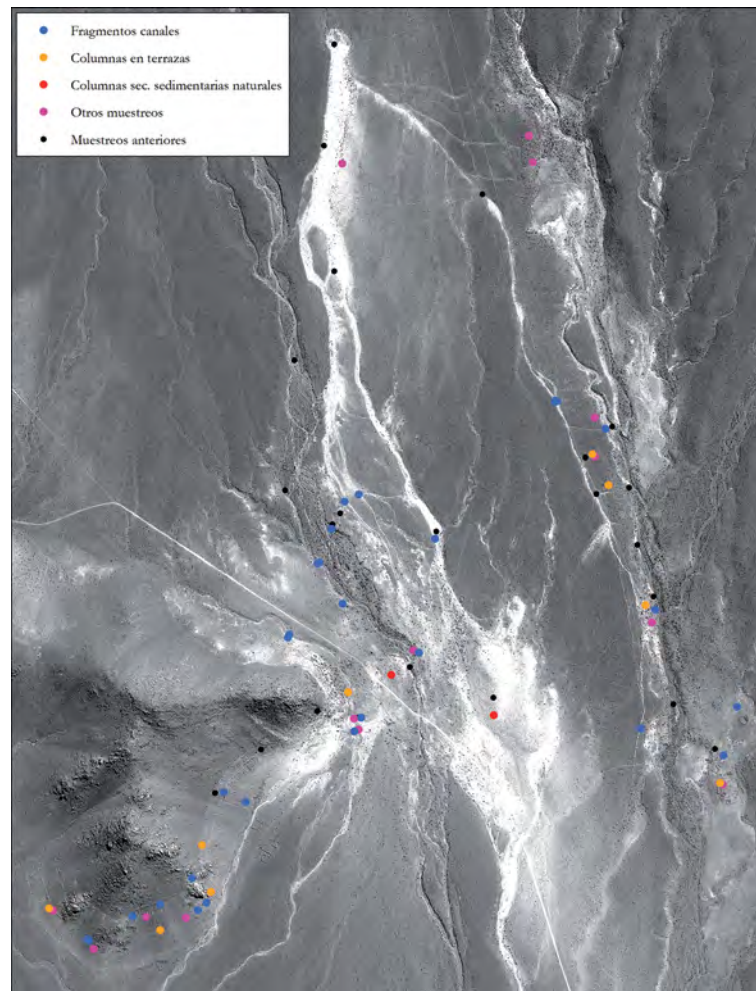 Fragmentos canales
Columnas en terrazas
Columnas sec. sedimentarias naturales
Otros muestreos
Muestreos anteriores